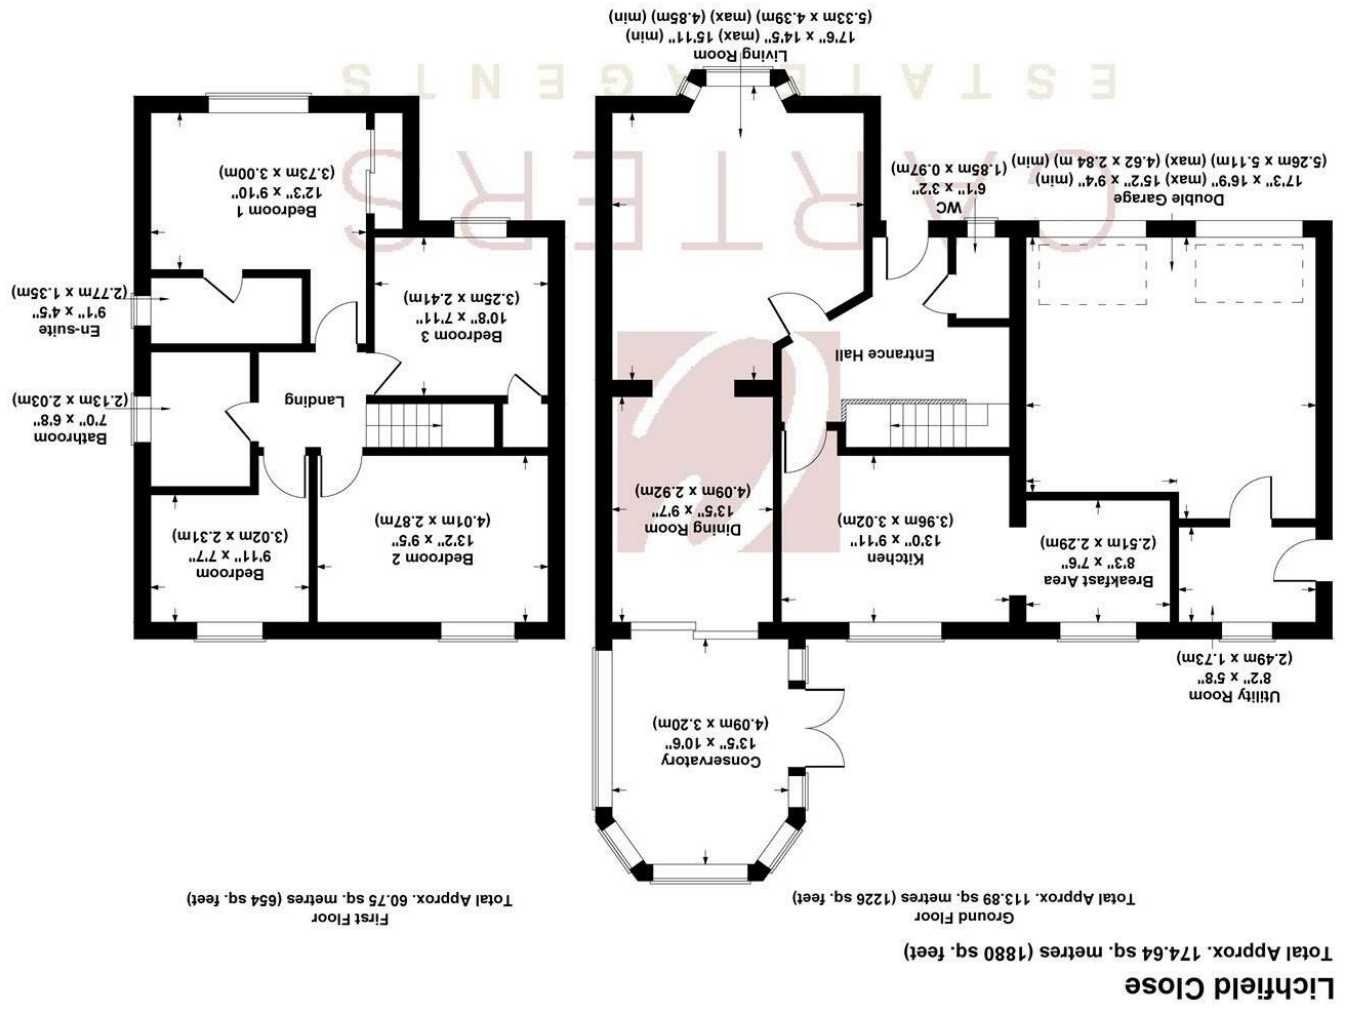 Lichfield Close
Total Approx. 174.64 sq. metres (1880 sq. feet)
Ground Floor
Total Approx. 113.89 sq. metres (1226 sq. feet)
First Floor
Total Approx. 60.75 sq. metres (654 sq. feet)
Conservatory
13'5" x 10'6"
(4.09m x 3.20m)
Utility Room
8'2" x 5'8"
(2.49m x 1.73m)
Breakfast Area
8'3" x 7'6"
(2.51m x 2.29m)
Kitchen
13'0" x 9'11"
(3.96m x 3.02m)
Dining Room
13'5" x 9'7"
(4.09m x 2.92m)
Entrance Hall
Double Garage
17'3" x 16'9" (max) 15'2" x 9'4" (min)
(5.26m x 5.11m) (max) (4.62 x 2.84 m) (min)
WC
6'1" x 3'2"
(1.85m x 0.97m)
Living Room
17'6" x 14'5" (max) 15'11" (min)
(5.33m x 4.39m) (max) (4.85m) (min)
Bedroom 2
13'2" x 9'5"
(4.01m x 2.87m)
Bedroom
9'11" x 7'7"
(3.02m x 2.31m)
Bathroom
7'0" x 6'8"
(2.13m x 2.03m)
Landing
Bedroom 3
10'8" x 7'11"
(3.25m x 2.41m)
En-suite
9'1" x 4'5"
(2.77m x 1.35m)
Bedroom 1
12'3" x 9'10"
(3.73m x 3.00m)
CARTERS
ESTATE AGENTS